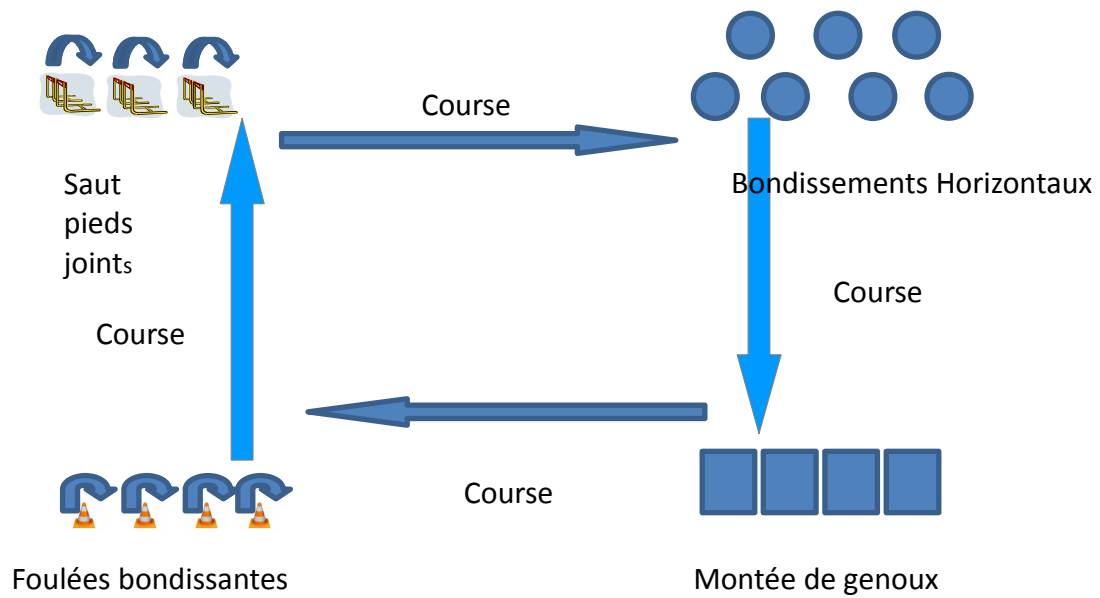 Course
Saut
pieds
joints
Bondissements Horizontaux
Course
Course
Course
Foulées bondissantes
Montée de genoux